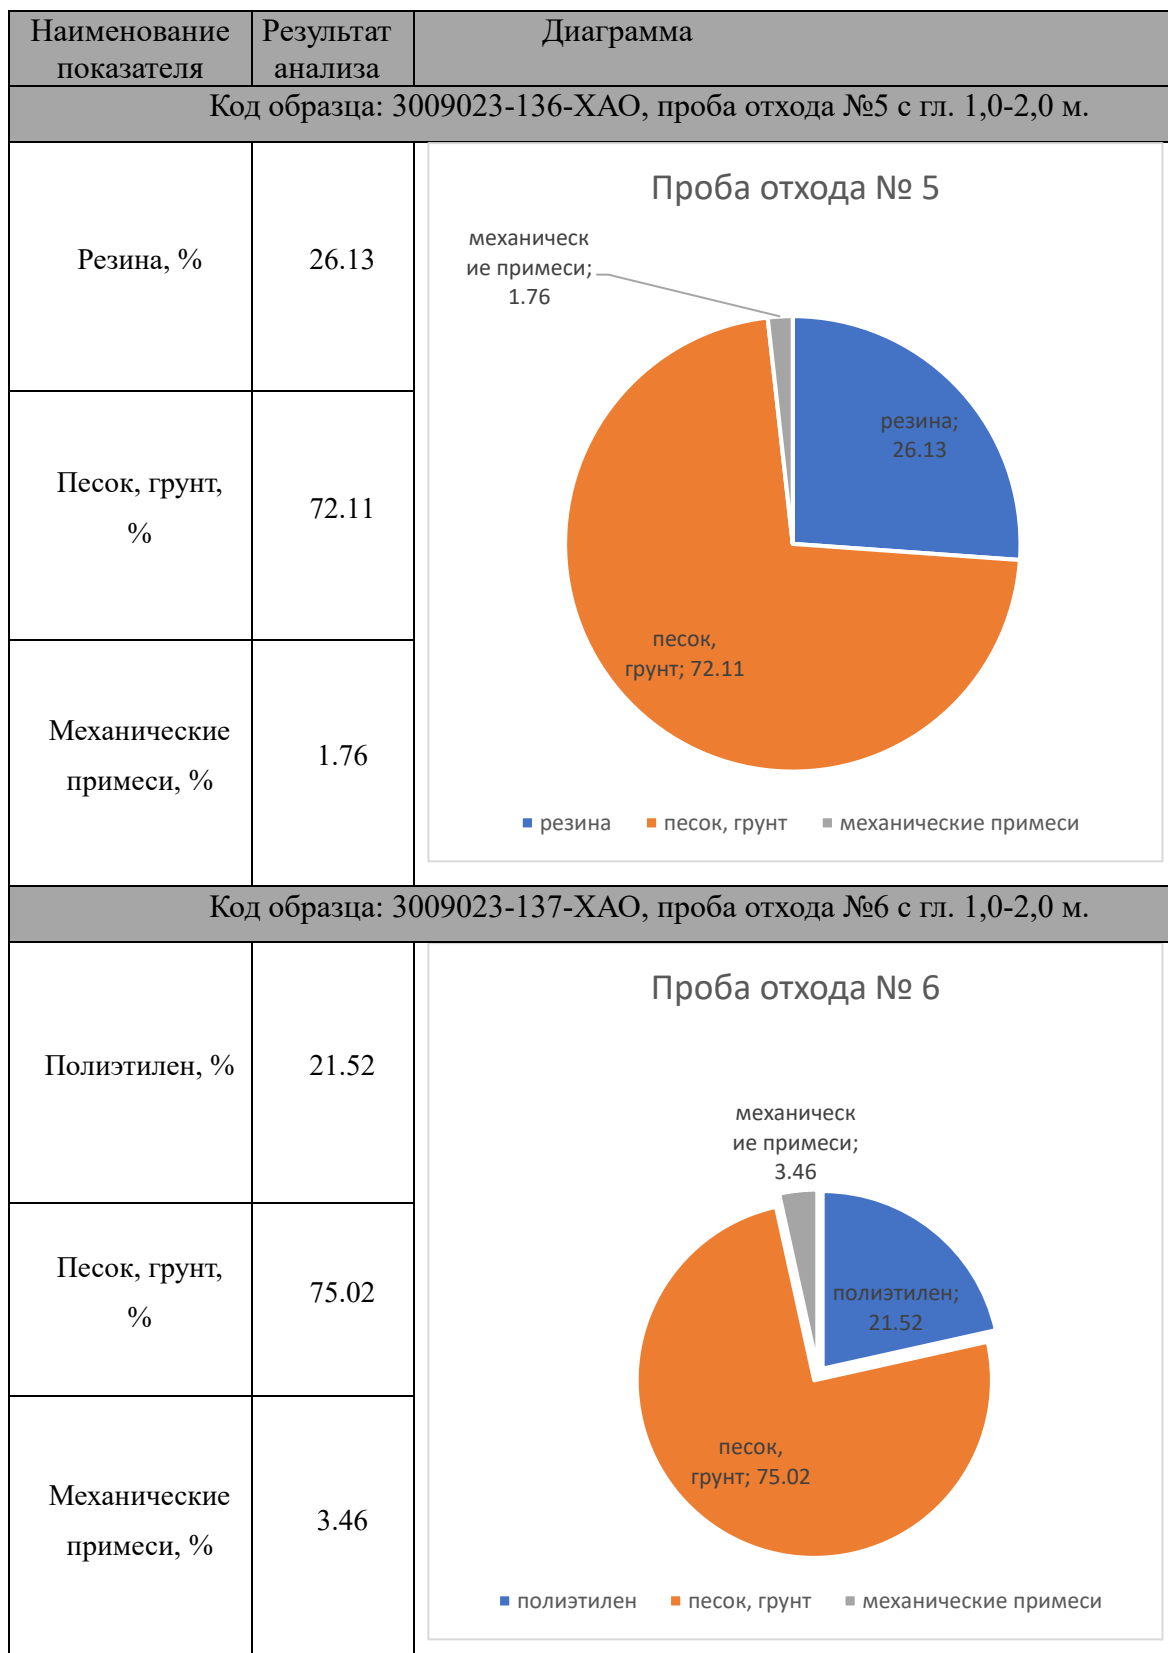 Наименование показателя
Результат анализа
Диаграмма
Код образца: 3009023-136-ХАО, проба отхода №5 с гл. 1,0-2,0 м.
Резина, %
26.13
Песок, грунт,
%
72.11
Механические
примеси, %
1.76
Проба отхода № 5
механическ
ие примеси;
1.76
резина;
26.13
песок,
грунт; 72.11
резина
песок, грунт
механические примеси
Код образца: 3009023-137-ХАО, проба отхода №6 с гл. 1,0-2,0 м.
Полиэтилен, %
21.52
Песок, грунт,
%
75.02
Механические
примеси, %
3.46
Проба отхода № 6
механическ
ие примеси;
3.46
полиэтилен;
21.52
песок,
грунт; 75.02
полиэтилен
песок, грунт
механические примеси